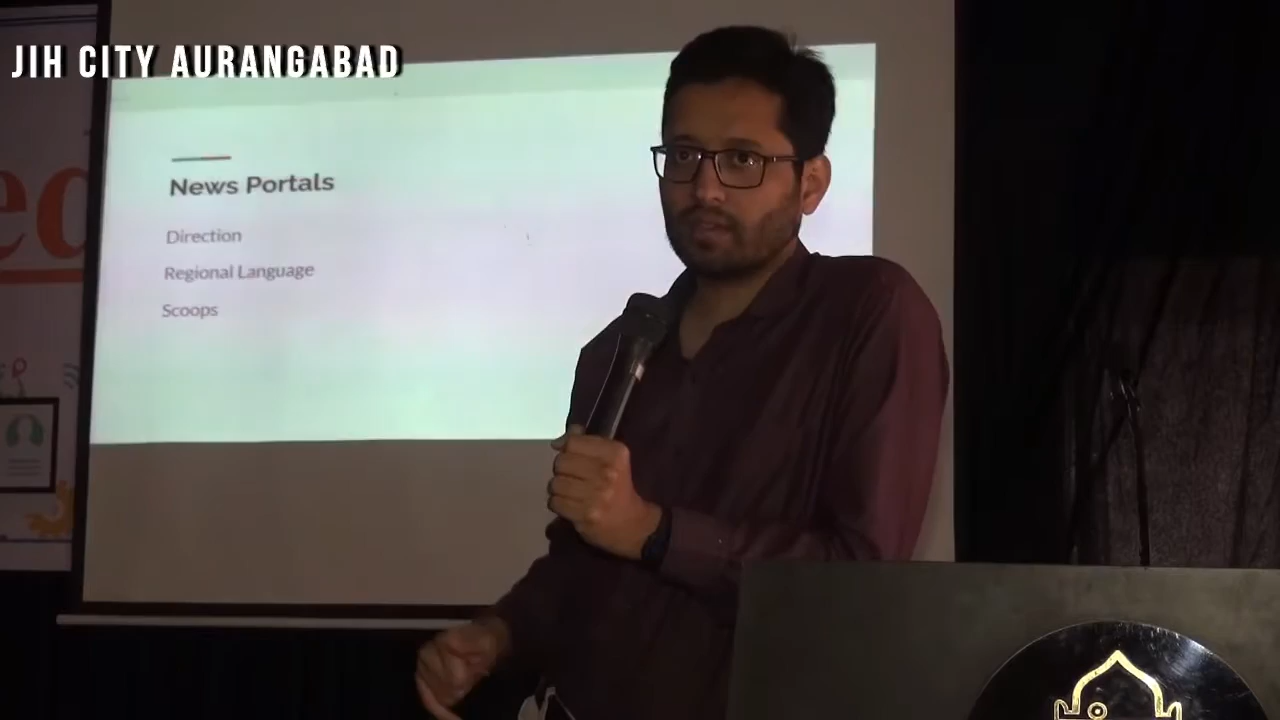 JIH CITY AURANGABAD
News Portals
Direction
Regional Language
Scoops